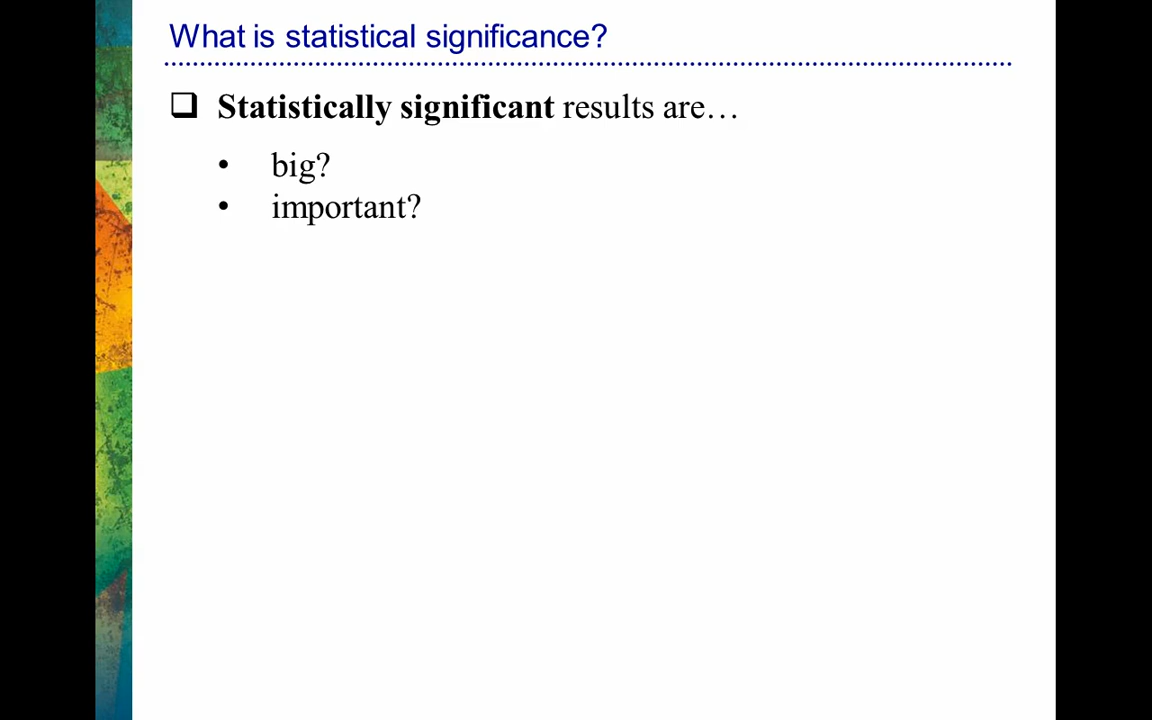 What is statistical significance?
❑ Statistically significant results are…
• big?
• important?